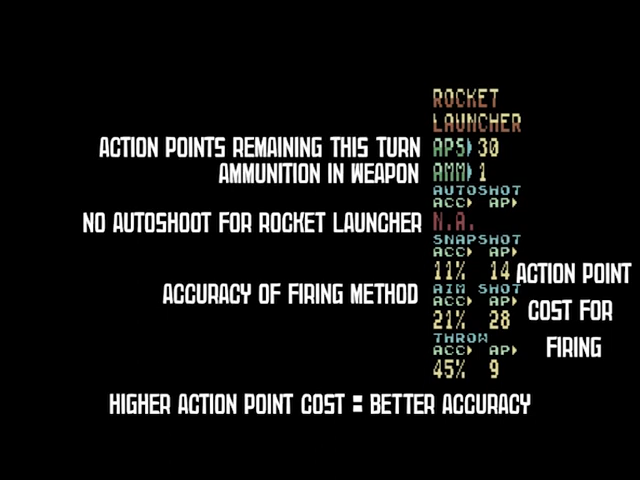 ROCKET
LAUNCHER
ACTION POINTS REMAINING THIS TURN APS 30
AMMUNITION IN WEAPON AMM 1
AUTOSHOT
ACC AP
NO AUTOSHOOT FOR ROCKET LAUNCHER N.A.
SNAPSHOT
ACC AP
11% 14 ACTION POINT
ACCURACY OF FIRING METHOD AIM SHOT
ACC AP COST FOR
21% 28
THROW FIRING
ACC AP
45% 9
HIGHER ACTION POINT COST = BETTER ACCURACY